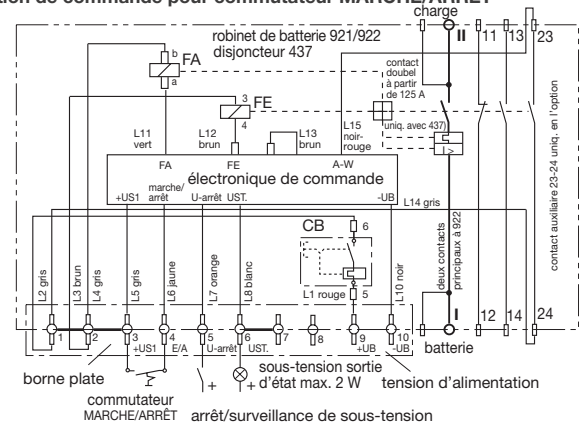 tion de commande pour commutateur MARCHE/ARRÊT
charge
robinet de batterie 921/922
disjoncteur 437
II
11
13
23
b
FA
a
contact
doubel
à partir
de 125 A
3
FE
4
uniq. avec 437)
I >
L11
vert
L12
brun
L13
brun
L15
noir-
rouge
FA
FE
A-W
électronique de commande
+US1
marche/
arrêt
U-arrêt
UST.
-UB
L14 gris
contact auxiliaire 23-24 uniq. en l'option
deux contacts
principaux à 922
CB
6
L1 rouge
5
L2 gris
L3 brun
L4 gris
L5 gris
L6 jaune
L7 orange
L8 blanc
L10 noir
I
12
14
24
1
2
3
4
5
6
7
8
9
10
+US1
E/A
U-arrêt
UST.
+UB
-UB
batterie
borne plate
sous-tension sortie
d'état max. 2 W
tension d'alimentation
+
+
commutateur
MARCHE/ARRÊT
arrêt/surveillance de sous-tension